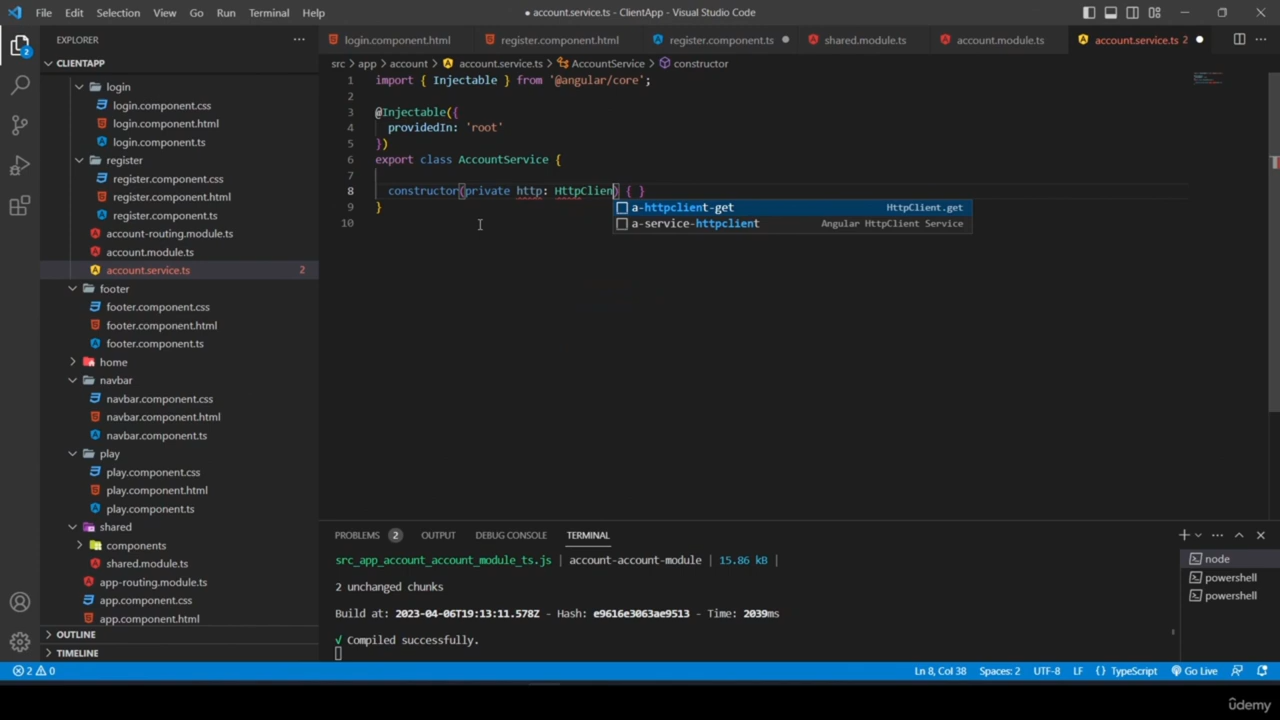 File Edit Selection View Go Run Terminal Help
● account.service.ts - ClientApp - Visual Studio Code
EXPLORER
CLIENTAPP
login
login.component.css
login.component.html
login.component.ts
register
register.component.css
register.component.html
register.component.ts
account-routing.module.ts
account.module.ts
account.service.ts 2
footer
footer.component.css
footer.component.html
footer.component.ts
home
navbar
navbar.component.css
navbar.component.html
navbar.component.ts
play
play.component.css
play.component.html
play.component.ts
shared
components
shared.module.ts
app-routing.module.ts
app.component.css
app.component.html
OUTLINE
TIMELINE
2
login.component.html register.component.html register.component.ts ● shared.module.ts account.module.ts account.service.ts 2 ●
src > app > account > account.service.ts > AccountService > constructor
1 import { Injectable } from '@angular/core';
2
3 @Injectable({
4 providedIn: 'root'
5 })
6 export class AccountService {
7
8 constructor(private http: HttpClien) { }
9 }
10
a-httpclient-get HttpClient.get
a-service-httpclient Angular HttpClient Service
PROBLEMS 2 OUTPUT DEBUG CONSOLE TERMINAL
src_app_account_account_module_ts.js | account-account-module | 15.86 kB |
2 unchanged chunks
Build at: 2023-04-06T19:13:11.578Z - Hash: e9616e3063ae9513 - Time: 2039ms
√ Compiled successfully.
node
powershell
powershell
2 0
Ln 8, Col 38 Spaces: 2 UTF-8 LF {} TypeScript Go Live
ûdemy